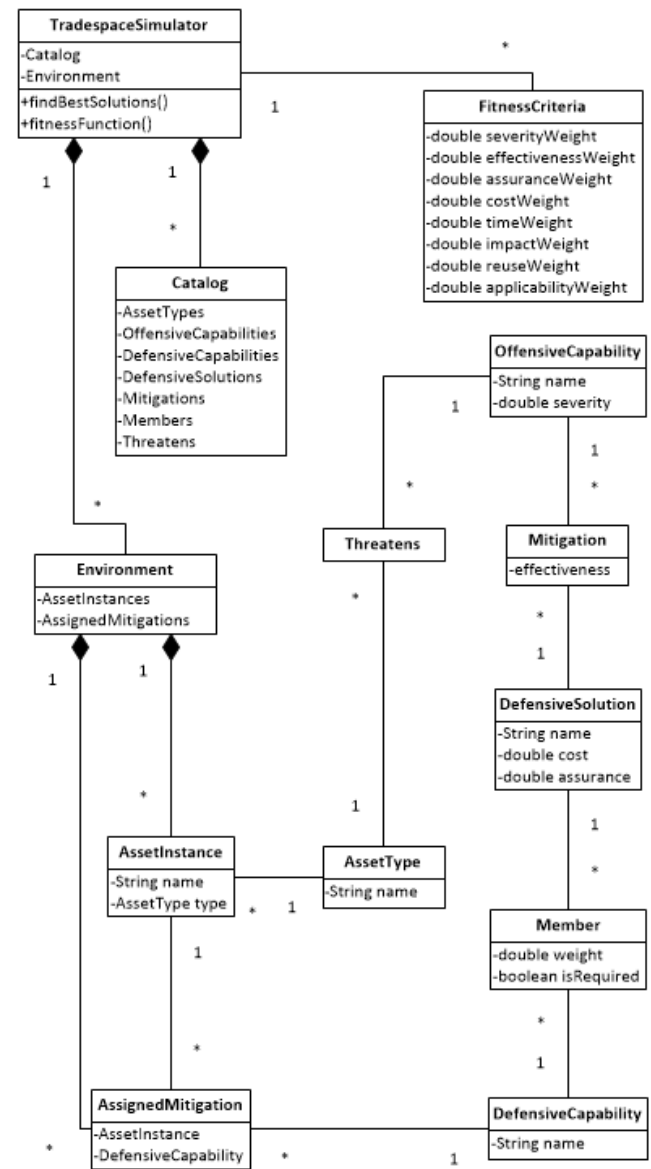 TradespaceSimulator
-Catalog
-Environment
+findBestSolutions()
+fitnessFunction()
*
1
FitnessCriteria
-double severityWeight
-double effectivenessWeight
-double assuranceWeight
-double costWeight
-double timeWeight
-double impactWeight
-double reuseWeight
-double applicabilityWeight
1
1
*
Catalog
-AssetTypes
-OffensiveCapabilities
-DefensiveCapabilities
-DefensiveSolutions
-Mitigations
-Members
-Threatens
OffensiveCapability
-String name
-double severity
1
1
*
*
*
Threatens
Mitigation
-effectiveness
Environment
-AssetInstances
-AssignedMitigations
*
*
1
1
1
DefensiveSolution
-String name
-double cost
-double assurance
*
1
1
AssetInstance
-String name
-AssetType type
*
1
AssetType
-String name
*
Member
-double weight
-boolean isRequired
1
*
*
1
AssignedMitigation
-AssetInstance
-DefensiveCapability
DefensiveCapability
-String name
*
*
1